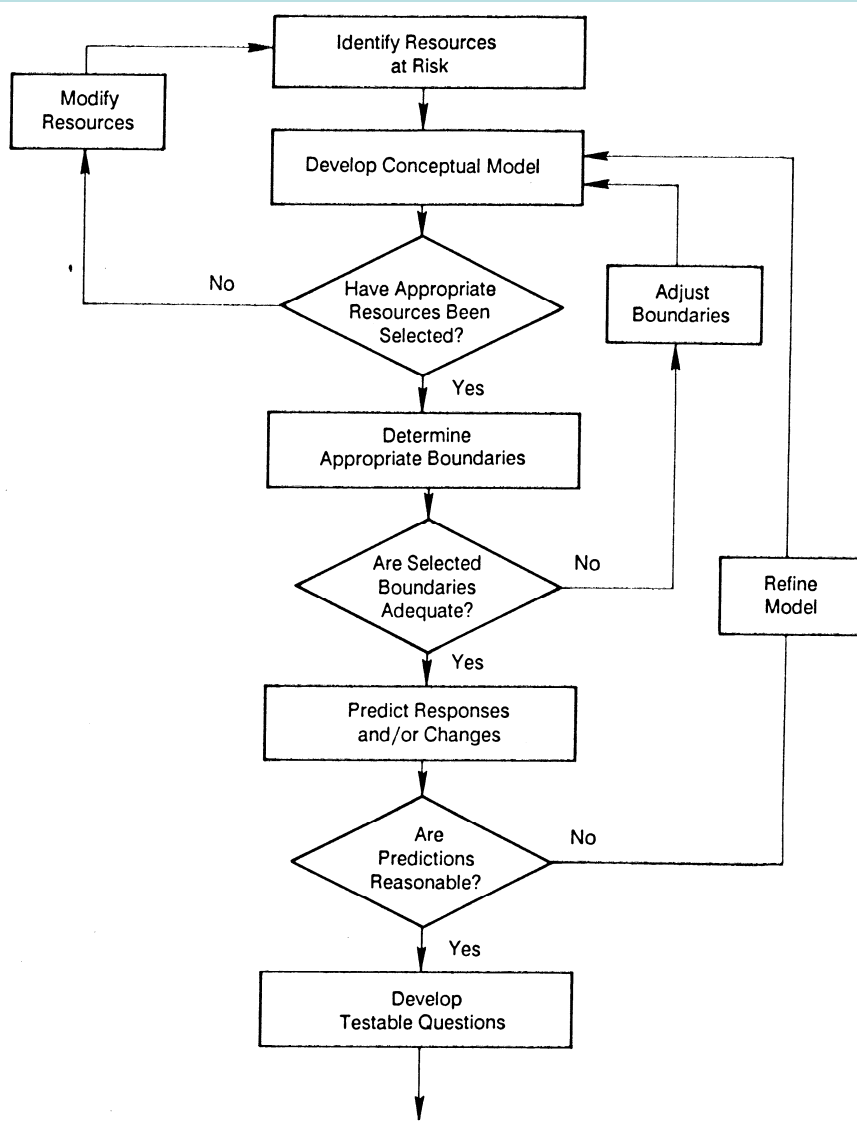 Identify Resources
at Risk
Modify
Resources
Develop Conceptual Model
No
Have Appropriate
Resources Been
Selected?
Adjust
Boundaries
Yes
Determine
Appropriate Boundaries
Are Selected
Boundaries
Adequate?
No
Refine
Model
Yes
Predict Responses
and/or Changes
Are
Predictions
Reasonable?
No
Yes
Develop
Testable Questions